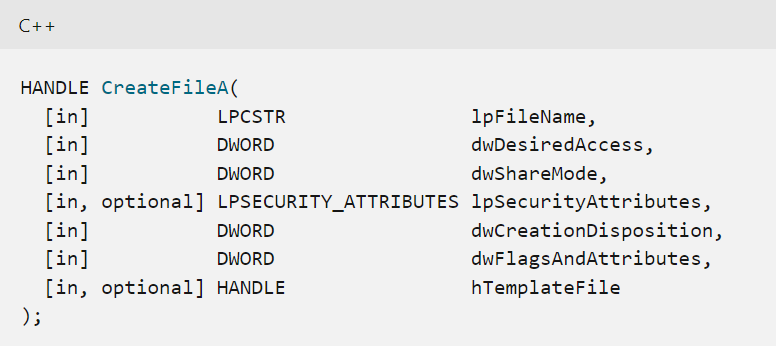 C++
HANDLE CreateFileA(
  [in]           LPCSTR                lpFileName,
  [in]           DWORD                 dwDesiredAccess,
  [in]           DWORD                 dwShareMode,
  [in, optional] LPSECURITY_ATTRIBUTES lpSecurityAttributes,
  [in]           DWORD                 dwCreationDisposition,
  [in]           DWORD                 dwFlagsAndAttributes,
  [in, optional] HANDLE                hTemplateFile
);